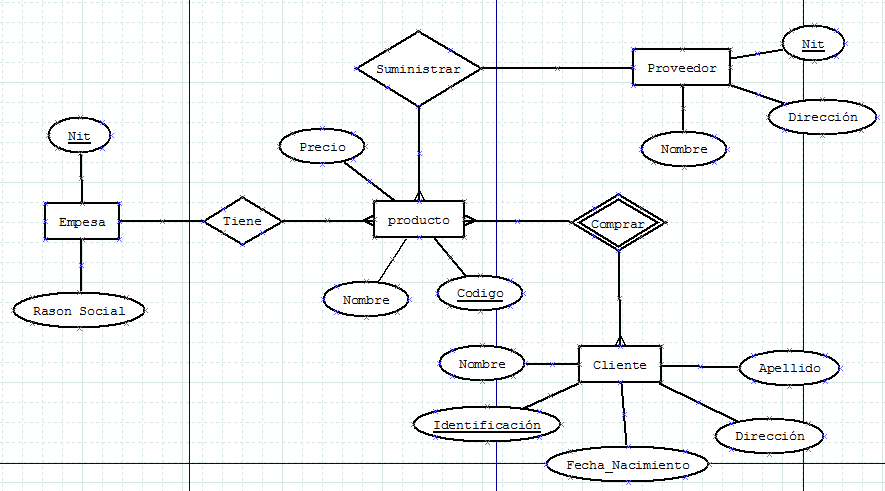 Suministrar
Proveedor
Nit
Dirección
Nombre
Nit
Precio
Empesa
Tiene
producto
Comprar
Rason Social
Nombre
Codigo
Nombre
Cliente
Apellido
Identificación
Dirección
Fecha_Nacimiento